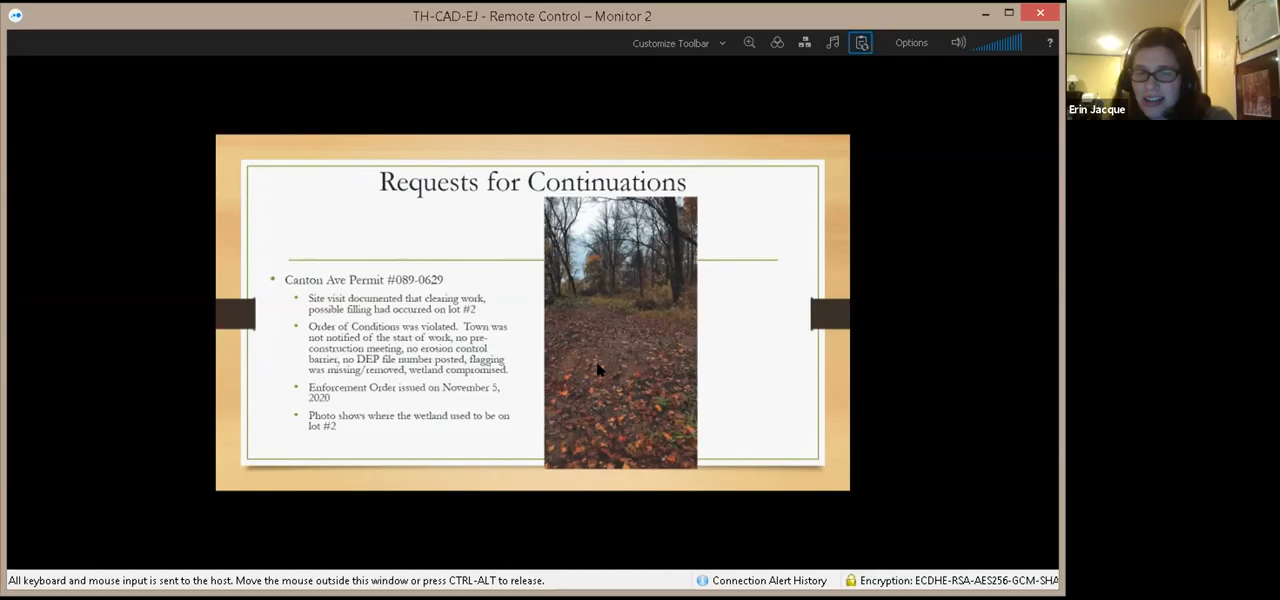 TH-CAD-EJ - Remote Control – Monitor 2
Customize Toolbar
Options
?
Erin Jacque
Requests for Continuations
• Canton Ave Permit #089-0629
• Site visit documented that clearing work,
possible filling had occurred on lot #2
• Order of Conditions was violated. Town was
not notified of the start of work, no pre-
construction meeting, no erosion control
barrier, no DEP file number posted, flagging
was missing/removed, wetland compromised.
• Enforcement Order issued on November 5,
2020
• Photo shows where the wetland used to be on
lot #2
All keyboard and mouse input is sent to the host. Move the mouse outside this window or press CTRL-ALT to release.
Connection Alert History
Encryption: ECDHE-RSA-AES256-GCM-SHA